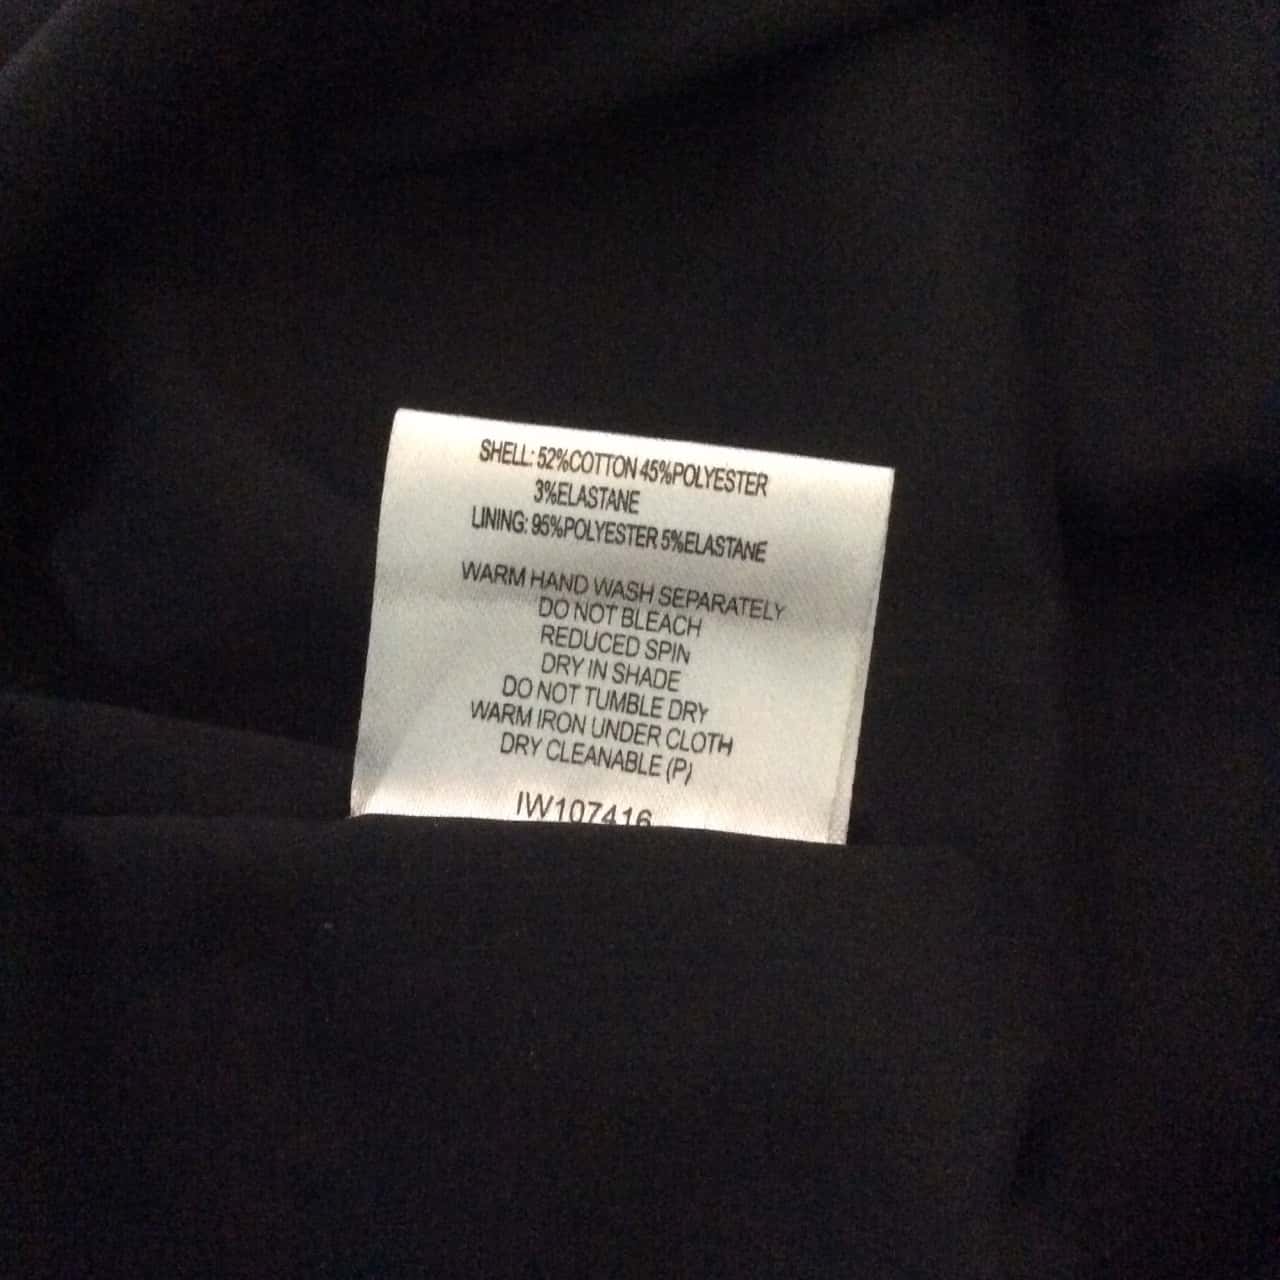 SHELL: 52%COTTON 45%POLYESTER
3%ELASTANE
LINING: 95%POLYESTER 5%ELASTANE
WARM HAND WASH SEPARATELY
DO NOT BLEACH
REDUCED SPIN
DRY IN SHADE
DO NOT TUMBLE DRY
WARM IRON UNDER CLOTH
DRY CLEANABLE (P)
IW107416